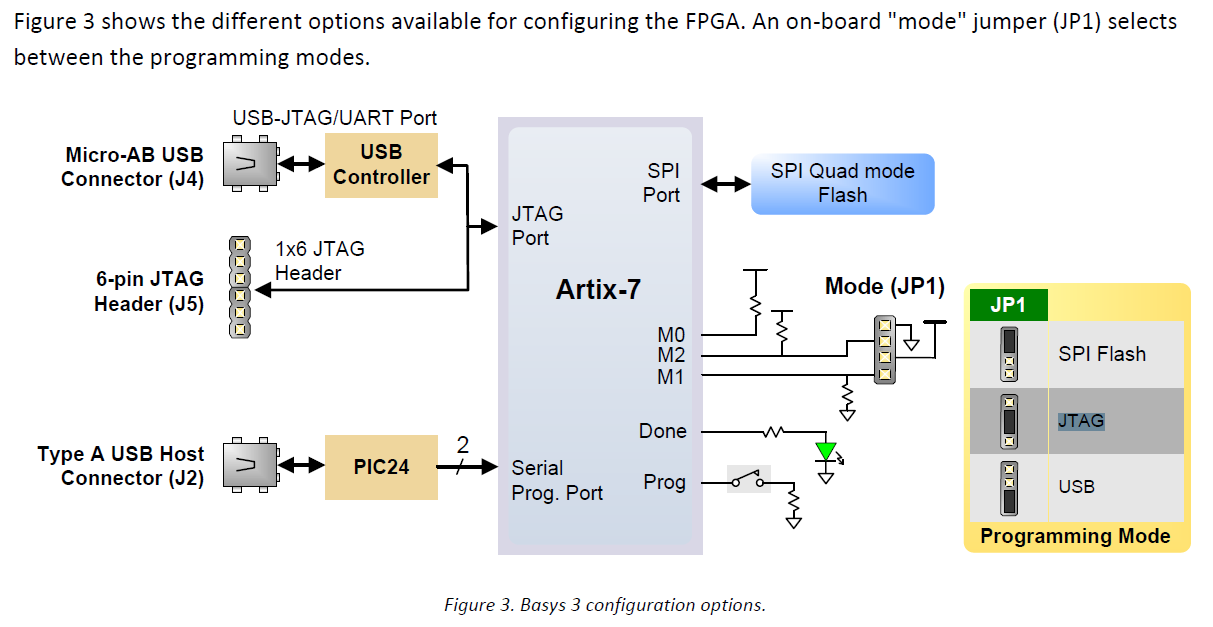 Figure 3 shows the different options available for configuring the FPGA. An on-board "mode" jumper (JP1) selects
between the programming modes.
USB-JTAG/UART Port
Micro-AB USB
Connector (J4)
USB
Controller
SPI
Port
SPI Quad mode
Flash
JTAG
Port
1x6 JTAG
Header
6-pin JTAG
Header (J5)
Artix-7
Mode (JP1)
JP1
SPI Flash
JTAG
USB
Programming Mode
M0
M2
M1
Done
Type A USB Host
Connector (J2)
PIC24
2
Serial
Prog. Port
Prog
Figure 3. Basys 3 configuration options.